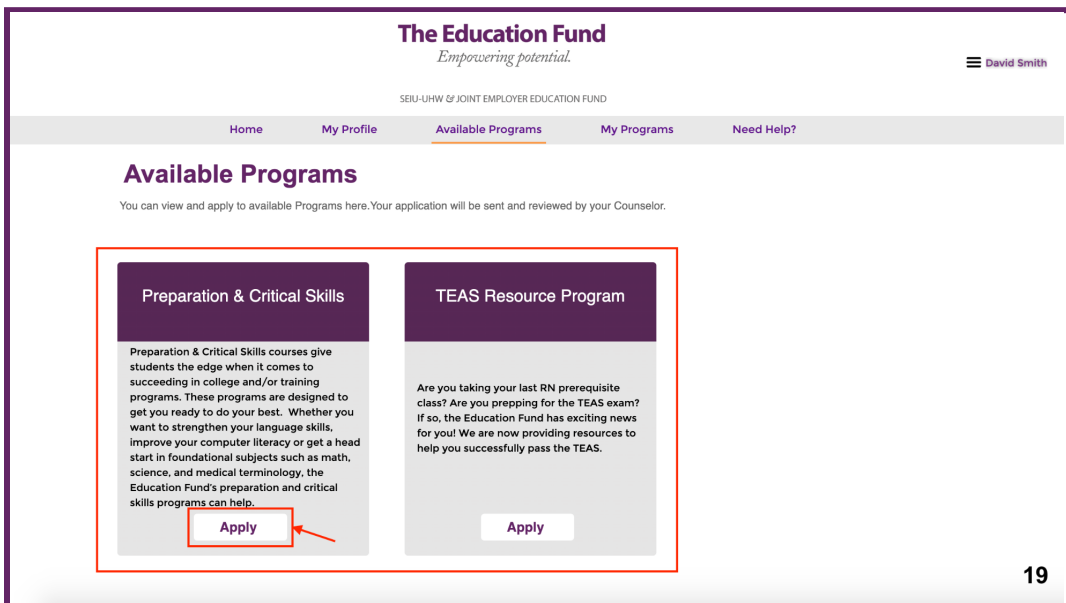 The Education Fund
Empowering potential.
David Smith
SEIU-UHW & JOINT EMPLOYER EDUCATION FUND
Home My Profile Available Programs My Programs Need Help?
Available Programs
You can view and apply to available Programs here.Your application will be sent and reviewed by your Counselor.
Preparation & Critical Skills
Preparation & Critical Skills courses give
students the edge when it comes to
succeeding in college and/or training
programs. These programs are designed to
get you ready to do your best. Whether you
want to strengthen your language skills,
improve your computer literacy or get a head
start in foundational subjects such as math,
science, and medical terminology, the
Education Fund's preparation and critical
skills programs can help.
Apply
TEAS Resource Program
Are you taking your last RN prerequisite
class? Are you prepping for the TEAS exam?
If so, the Education Fund has exciting news
for you! We are now providing resources to
help you successfully pass the TEAS.
Apply
19